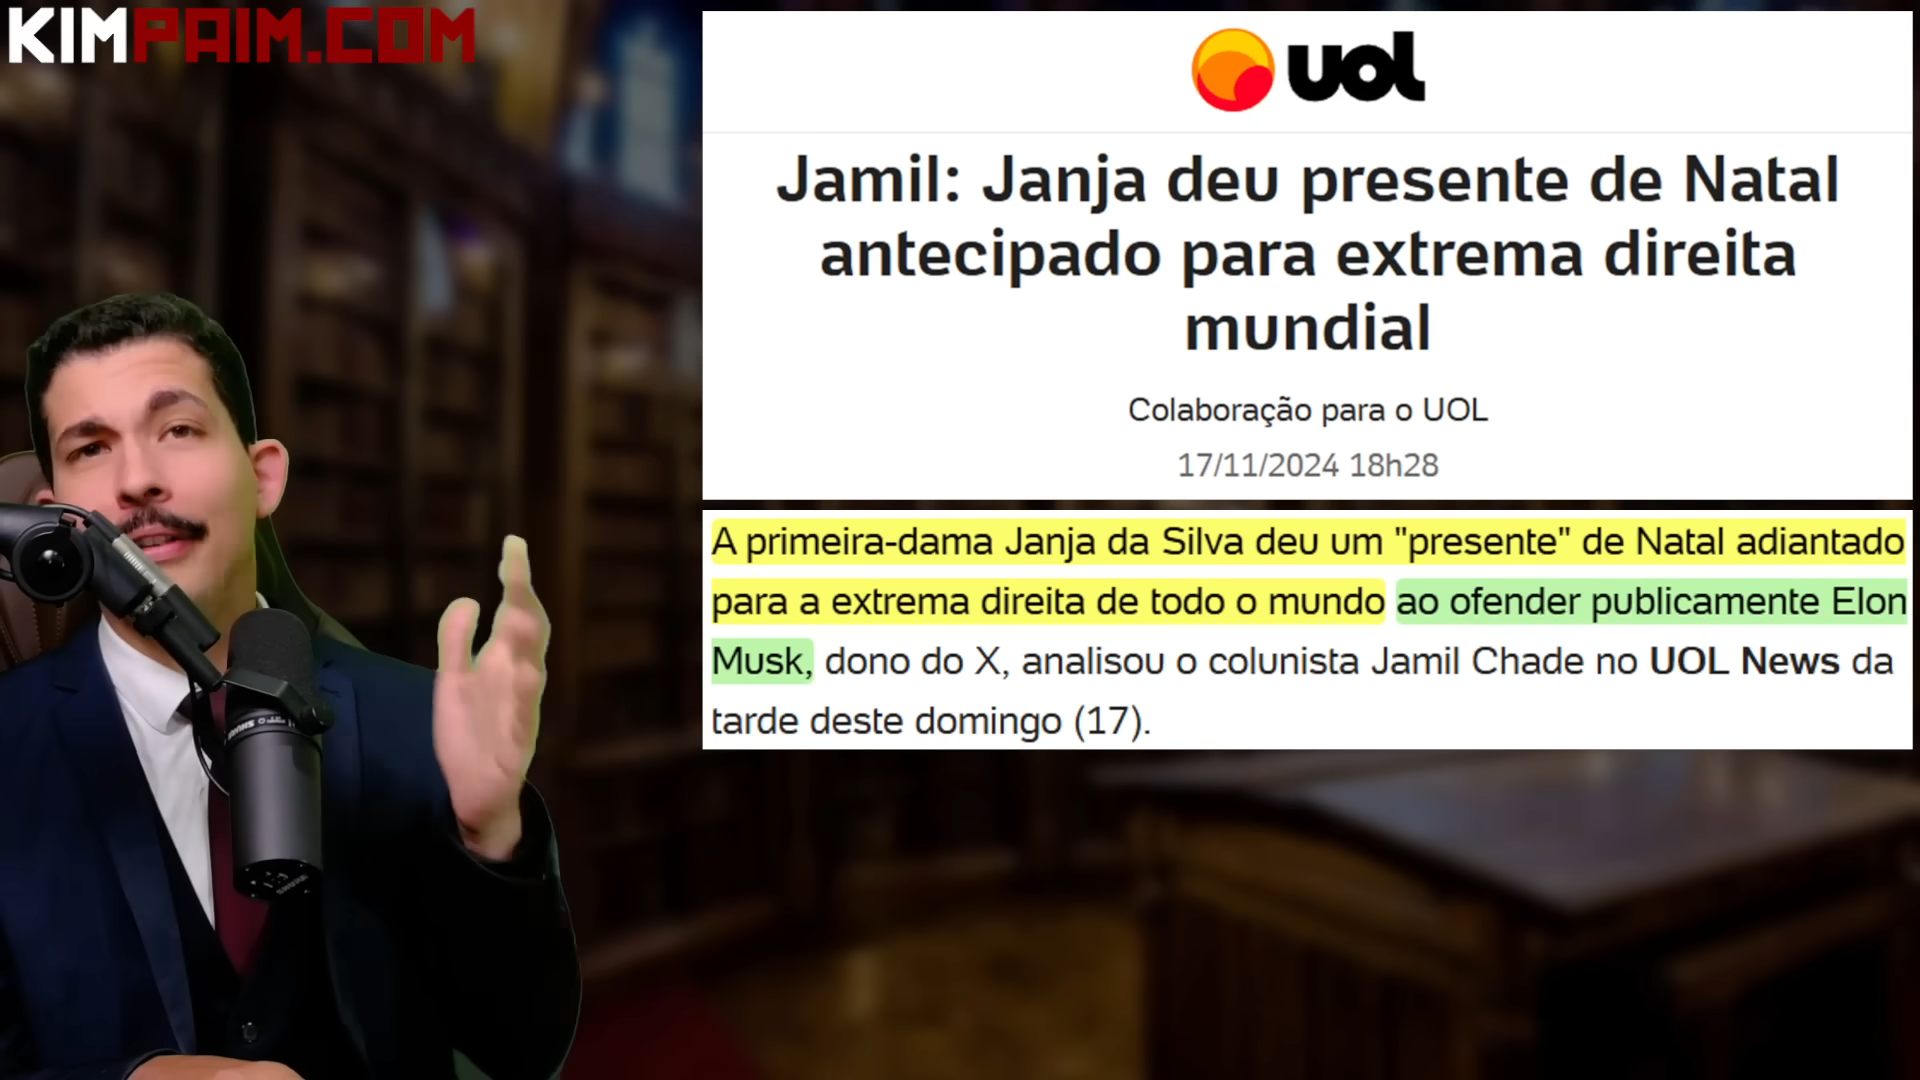 KIMPAIM.COM
uol
Jamil: Janja deu presente de Natal
antecipado para extrema direita
mundial
Colaboração para o UOL
17/11/2024 18h28
A primeira-dama Janja da Silva deu um "presente" de Natal adiantado
para a extrema direita de todo o mundo ao ofender publicamente Elon
Musk, dono do X, analisou o colunista Jamil Chade no UOL News da
tarde deste domingo (17).
SHURE